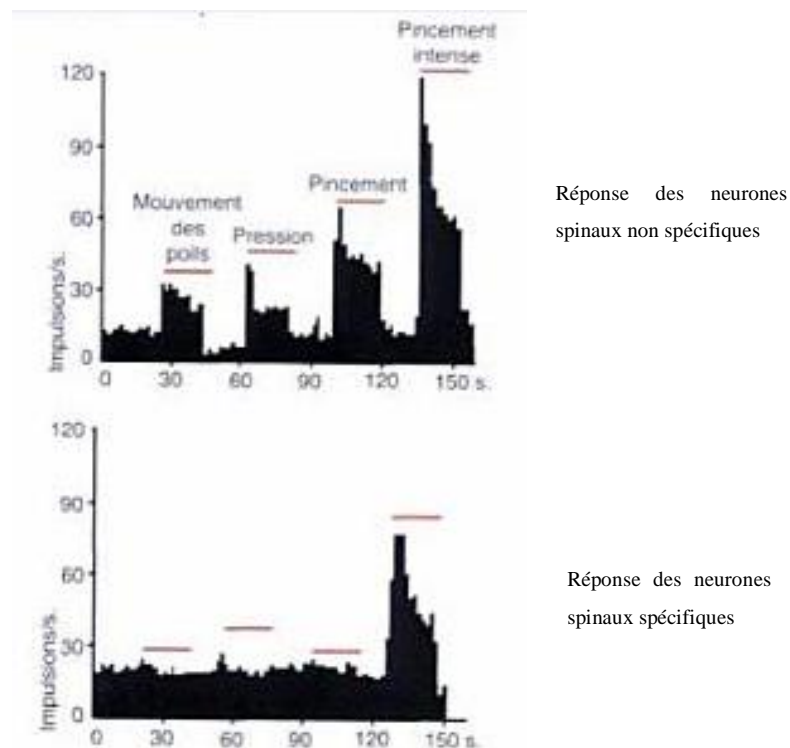 Pincement
intense
120
90
Pincement
Mouvement
des
poils
Pression
60
30
0
Impulsions/s.
0 30 60 90 120 150 s.
Réponse des neurones
spinaux non spécifiques
120
90
60
30
0
Impulsions/s.
0 30 60 90 120 150 s.
Réponse des neurones
spinaux spécifiques